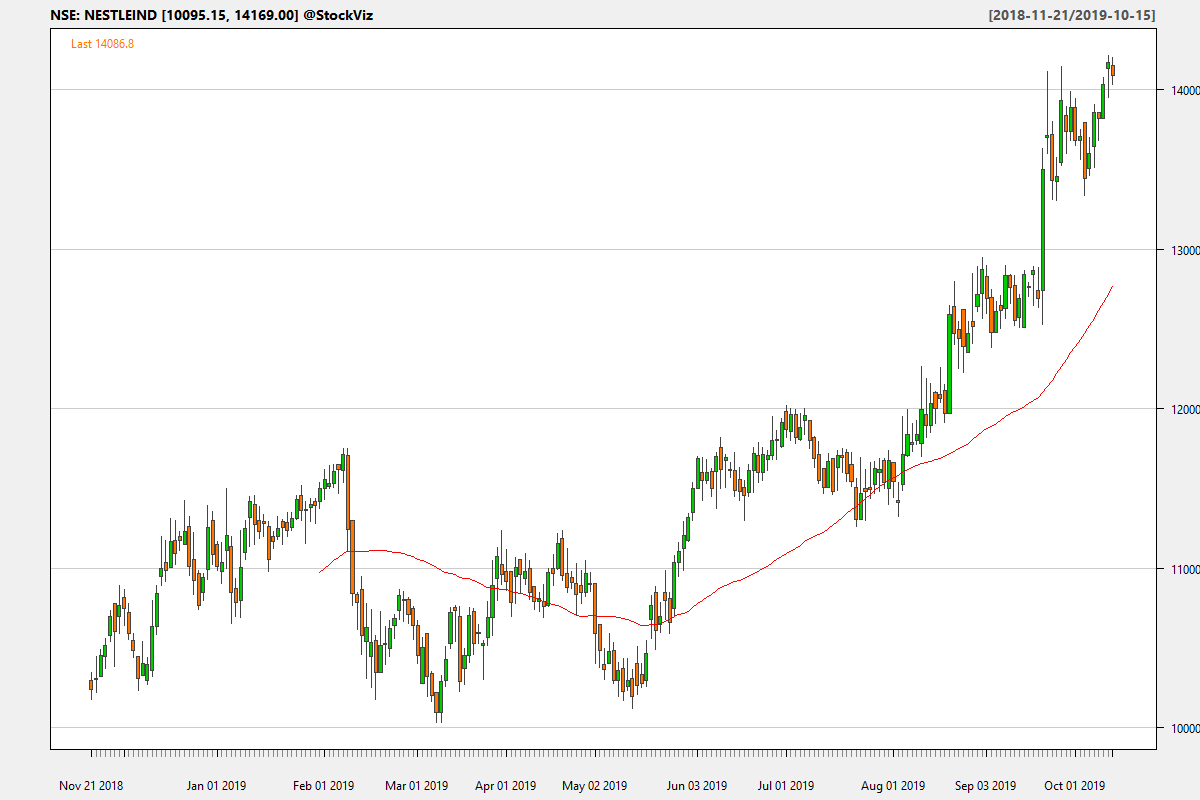 NSE: NESTLEIND [10095.15, 14169.00] @StockViz
[2018-11-21/2019-10-15]
Last 14086.8
14000
13000
12000
11000
10000
Nov 21 2018
Jan 01 2019
Feb 01 2019
Mar 01 2019
Apr 01 2019
May 02 2019
Jun 03 2019
Jul 01 2019
Aug 01 2019
Sep 03 2019
Oct 01 2019